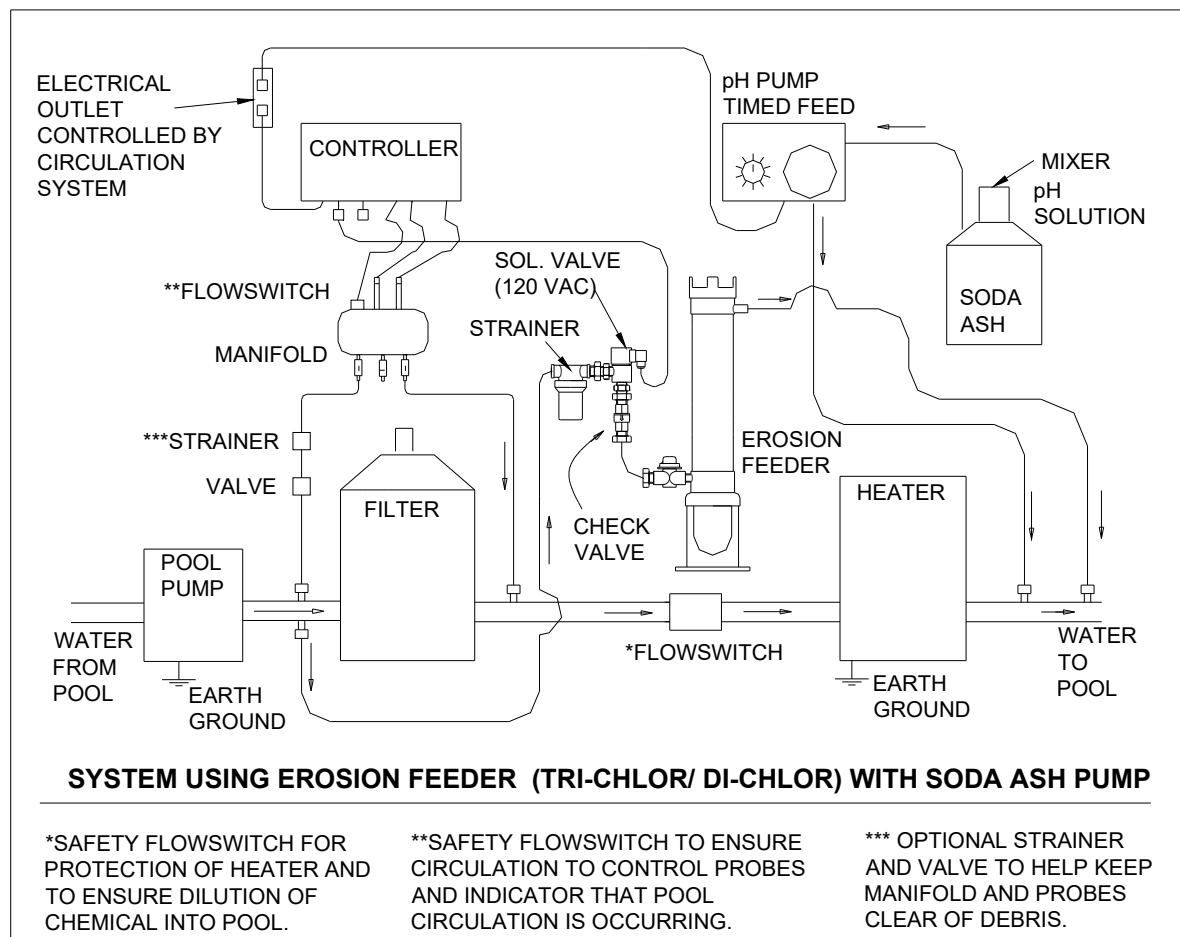 ELECTRICAL
OUTLET
CONTROLLED BY
CIRCULATION
SYSTEM
CONTROLLER
pH PUMP
TIMED FEED
MIXER
pH
SOLUTION
SODA
ASH
**FLOWSWITCH
MANIFOLD
SOL. VALVE
(120 VAC)
STRAINER
***STRAINER
VALVE
FILTER
CHECK
VALVE
EROSION
FEEDER
HEATER
POOL
PUMP
WATER
FROM
POOL
EARTH
GROUND
*FLOWSWITCH
EARTH
GROUND
WATER
TO
POOL
SYSTEM USING EROSION FEEDER (TRI-CHLOR/ DI-CHLOR) WITH SODA ASH PUMP
*SAFETY FLOWSWITCH FOR
PROTECTION OF HEATER AND
TO ENSURE DILUTION OF
CHEMICAL INTO POOL.
**SAFETY FLOWSWITCH TO ENSURE
CIRCULATION TO CONTROL PROBES
AND INDICATOR THAT POOL
CIRCULATION IS OCCURRING.
*** OPTIONAL STRAINER
AND VALVE TO HELP KEEP
MANIFOLD AND PROBES
CLEAR OF DEBRIS.